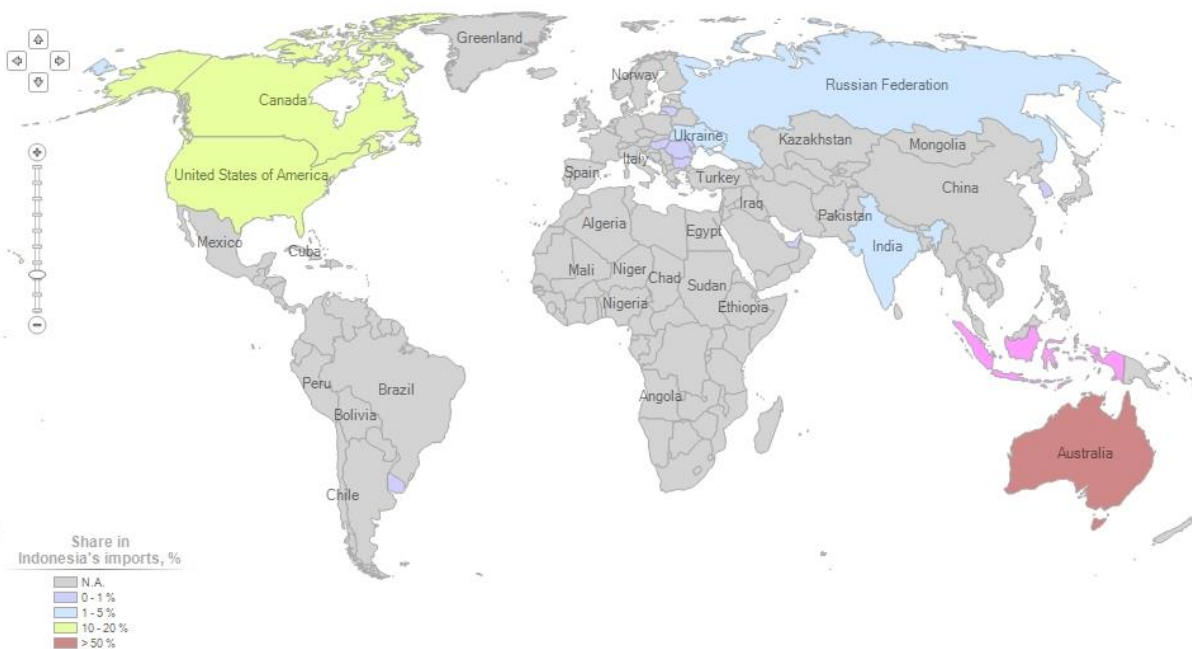 Greenland
Norway
Russian Federation
Canada
Ukraine
Kazakhstan
Mongolia
Italy
United States of America
Spain
Turkey
China
Iraq
Pakistan
Mexico
Cuba
Algeria
Egypt
India
Mali
Niger
Chad
Sudan
Nigeria
Ethiopia
Peru
Brazil
Angola
Bolivia
Australia
Chile
Share in
Indonesia's imports, %
N.A.
0 - 1 %
1 - 5 %
10 - 20 %
> 50 %